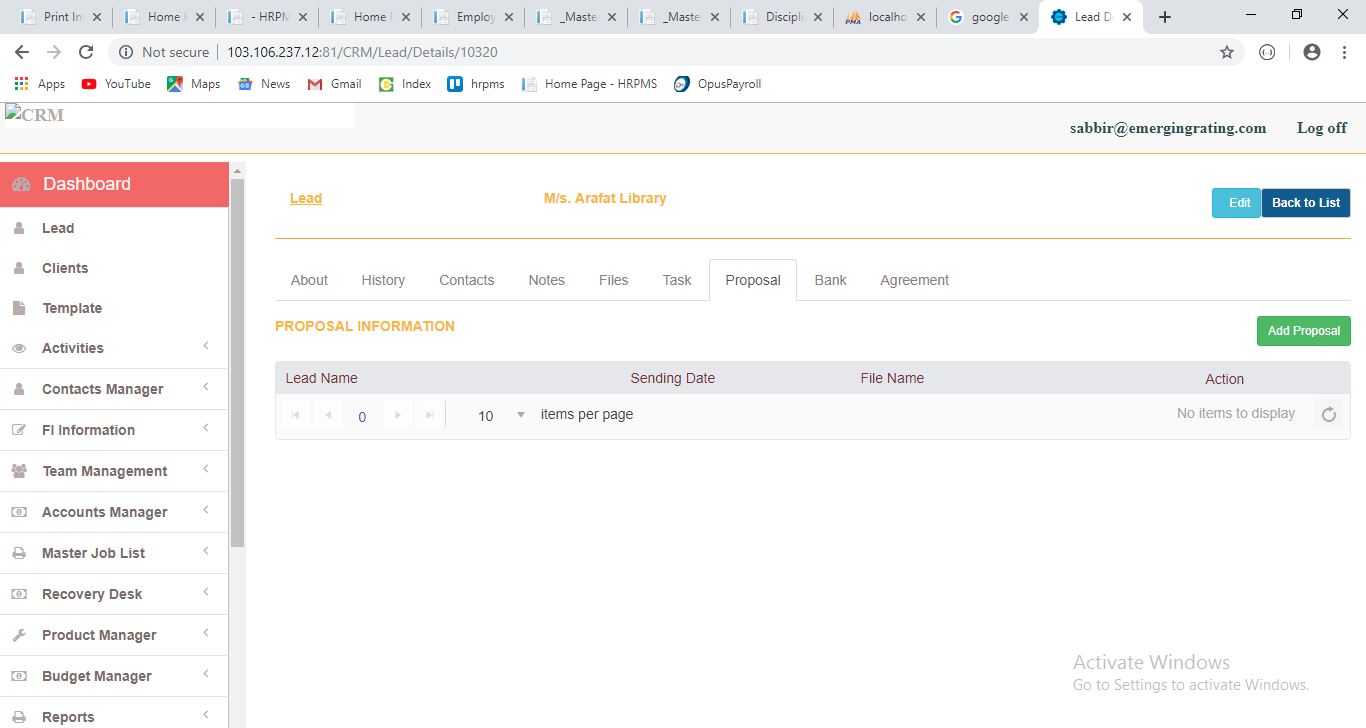 Print In Home - HRPM Home Employ _Maste _Maste Discipli localho google Lead D
Not secure 103.106.237.12:81/CRM/Lead/Details/10320
Apps YouTube Maps News Gmail Index hrpms Home Page - HRPMS OpusPayroll
CRM
sabbir@emergingrating.com Log off
Dashboard
Lead
Clients
Template
Activities
Contacts Manager
FI Information
Team Management
Accounts Manager
Master Job List
Recovery Desk
Product Manager
Budget Manager
Reports
Lead M/s. Arafat Library Edit Back to List
About History Contacts Notes Files Task Proposal Bank Agreement
PROPOSAL INFORMATION Add Proposal
Lead Name Sending Date File Name Action
0 10 items per page No items to display
Activate Windows
Go to Settings to activate Windows.